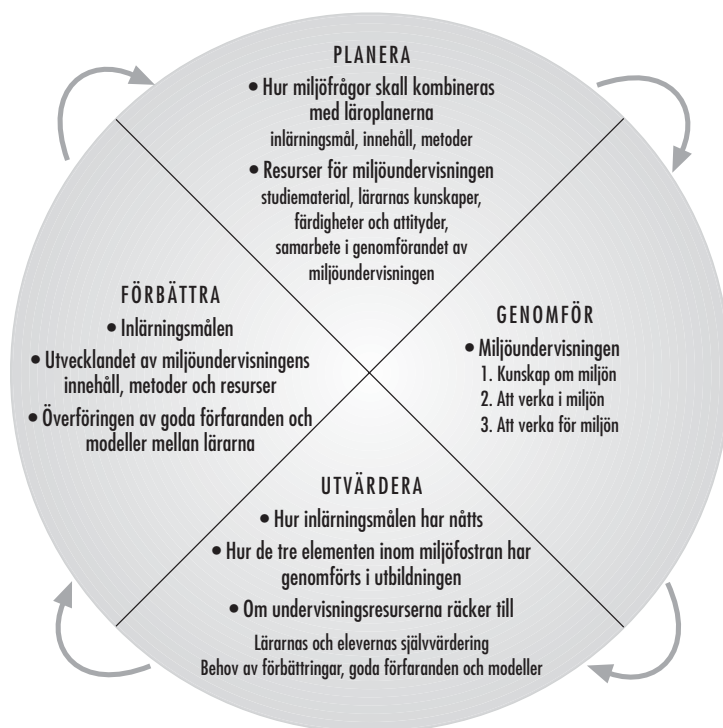 PLANERA
• Hur miljöfrågor skall kombineras
med läroplanerna
inlärningsmål, innehåll, metoder
• Resurser för miljöundervisningen
studiematerial, lärarnas kunskaper,
färdigheter och attityder,
samarbete i genomförandet av
miljöundervisningen
GENOMFÖR
• Miljöundervisningen
1. Kunskap om miljön
2. Att verka i miljön
3. Att verka för miljön
UTVÄRDERA
• Hur inlärningsmålen har nåtts
• Hur de tre elementen inom miljöfostran har
genomförts i utbildningen
• Om undervisningsresurserna räcker till
Lärarnas och elevernas självvärdering
Behov av förbättringar, goda förfaranden och modeller
FÖRBÄTTRA
• Inlärningsmålen
• Utvecklandet av miljöundervisningens
innehåll, metoder och resurser
• Överföringen av goda förfaranden och
modeller mellan lärarna